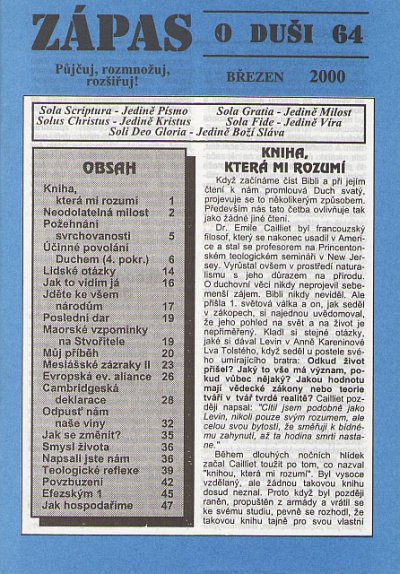 ZÁPAS O DUŠI 64
Půjčuj, rozmnožuj,
rozšiřuj!
BŘEZEN 2000
Sola Scriptura - Jedině Písmo
Sola Gratia - Jedině Milost
Solus Christus - Jedině Kristus
Sola Fide - Jedině Víra
Soli Deo Gloria - Jedině Boží Sláva
OBSAH
Kniha,
která mi rozumí 1
Neodolatelná milost 2
Požehnání
svrchovanosti 5
Účinné povolání
Duchem (4. pokr.) 6
Lidské otázky 14
Jak to vidím já 16
Jděte ke všem
národům 17
Poslední dar 19
Maorské vzpomínky
na Stvořitele 19
Můj příběh 20
Mesiášské zázraky II 23
Evropská ev. aliance 26
Cambridgeská
deklarace 28
Odpusť nám
naše viny 32
Jak se změnit? 35
Smysl života 36
Napsali jste nám 36
Teologické reflexe 39
Povzbuzení 42
Efezským 1 45
Jak hospodaříme 47
KNIHA,
KTERÁ MI ROZUMÍ
Když začínáme číst Bibli a při jejím
čtení k nám promlouvá Duch svatý,
projevuje se to několikerým způsobem.
Především nás tato četba ovlivňuje tak
jako žádné jiné čtení.
Dr. Emile Cailliet byl francouzský
filosof, který se nakonec usadil v Ameri-
ce a stal se profesorem na Princenton-
ském teologickém semináři v New Jer-
sey. Vyrůstal ovšem v prostředí natura-
lismu s jeho důrazem na přírodu.
O duchovní věci nikdy neprojevil sebe-
menší zájem. Bibli nikdy neviděl. Ale
přišla 1. světová válka a on, jak seděl
v zákopech, si najednou uvědomoval,
že jeho pohled na svět a na život je
nepřiměřený. Kladl si stejné otázky,
jaké si dával Levin v Anně Kareninové
Lva Tolstého, když seděl u postele své-
ho umírajícího bratra: Odkud život
přišel? Jaký to vše má význam, po-
kud vůbec nějaký? Jakou hodnotu
mají vědecké zákony nebo teorie
tváří v tvář tvrdé realitě? Cailliet poz-
ději napsal: "Cítil jsem podobně jako
Levin, nikoli pouze svým rozumem, ale
celou svou bytostí, že směřuji k bídné-
mu zahynutí, až ta hodina smrti nasta-
ne."
Během dlouhých nočních hlídek
začal Cailliet toužit po tom, co nazval
"knihou, která mi rozumí". Byl vysoce
vzdělaný, ale žádnou takovou knihu
dosud neznal. Proto když byl později
raněn, propuštěn z armády a vrátil se
ke svému studiu, pevně se rozhodl, že
takovou knihu tajně pro svou vlastní